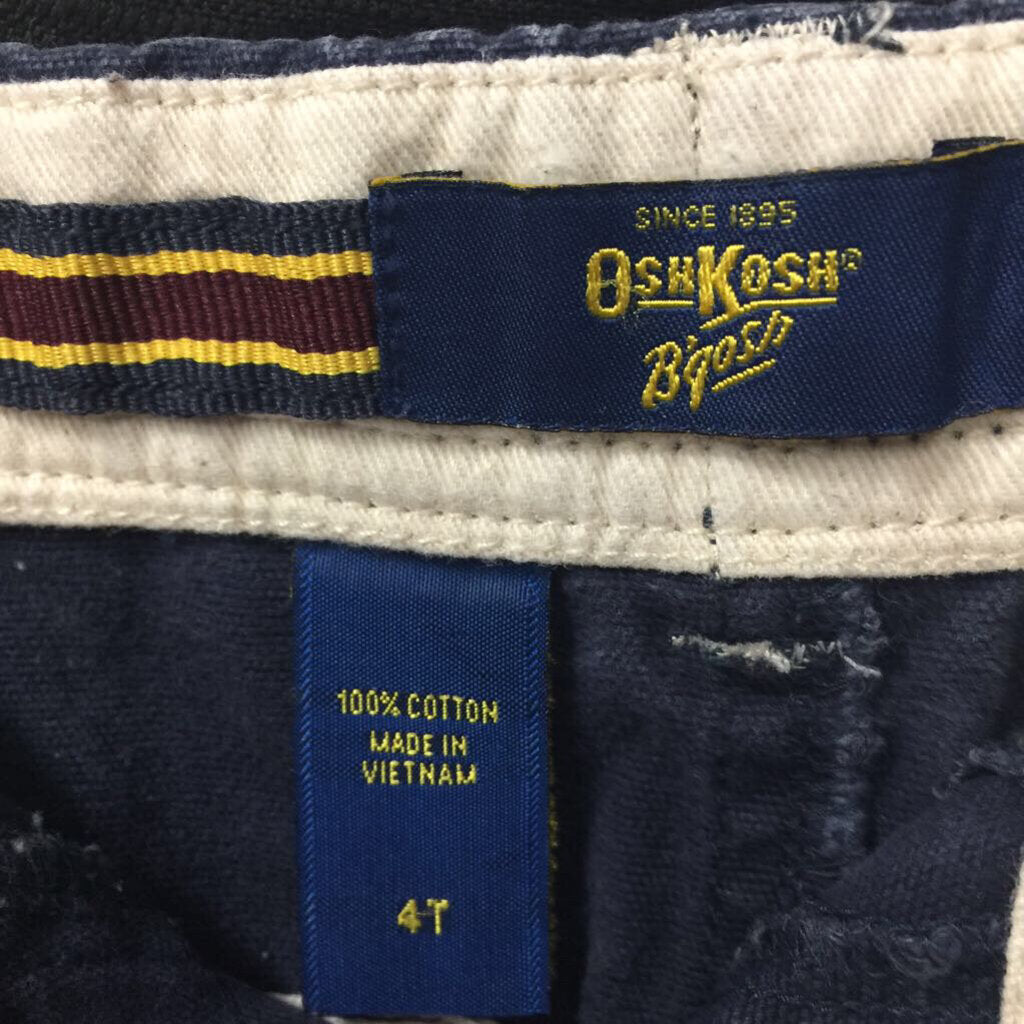 SINCE 1895
OSHKOSH®
B'gosh
100% COTTON
MADE IN
VIETNAM
4T